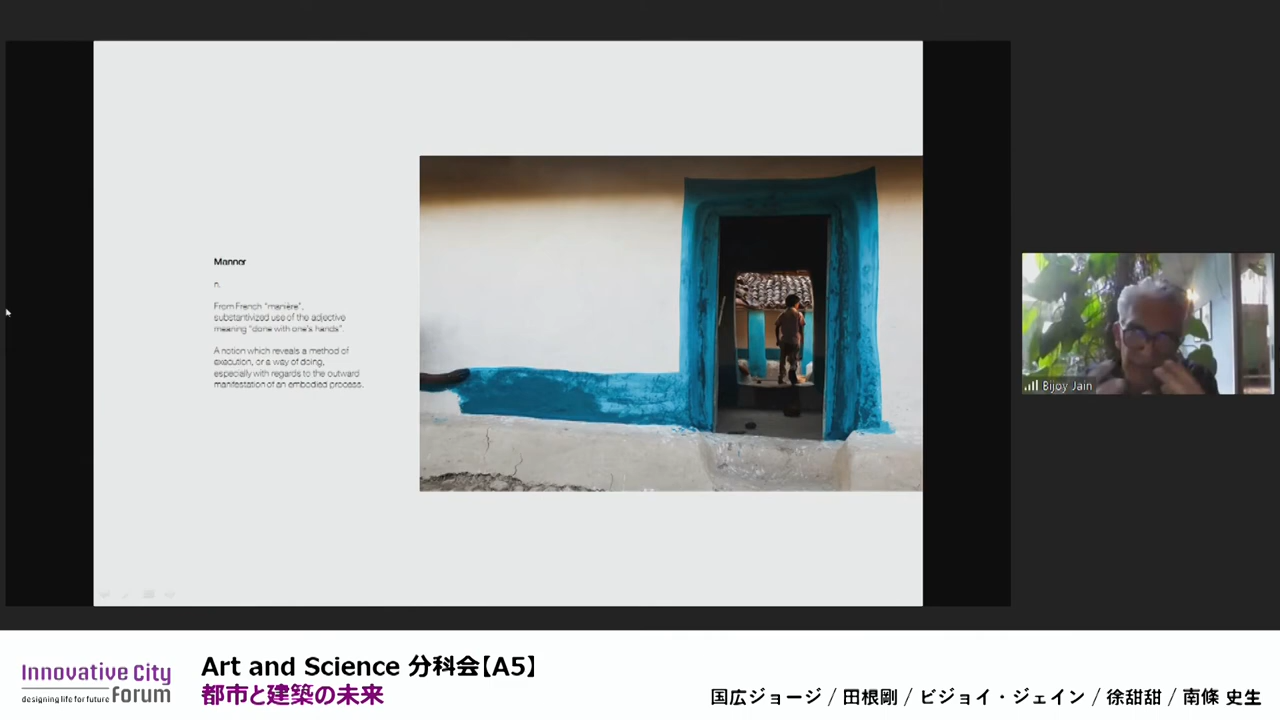 Manner
n.
From French "manière",
substantivized use of the adjective
meaning "done with one's hands".
A notion which reveals a method of
execution, or a way of doing,
especially with regards to the outward
manifestation of an embodied process.
Bijoy Jain
Innovative City
designing life for future forum
Art and Science 分科会【A5】
都市と建築の未来
国広ジョージ / 田根剛 / ビジョイ・ジェイン / 徐甜甜 / 南條 史生